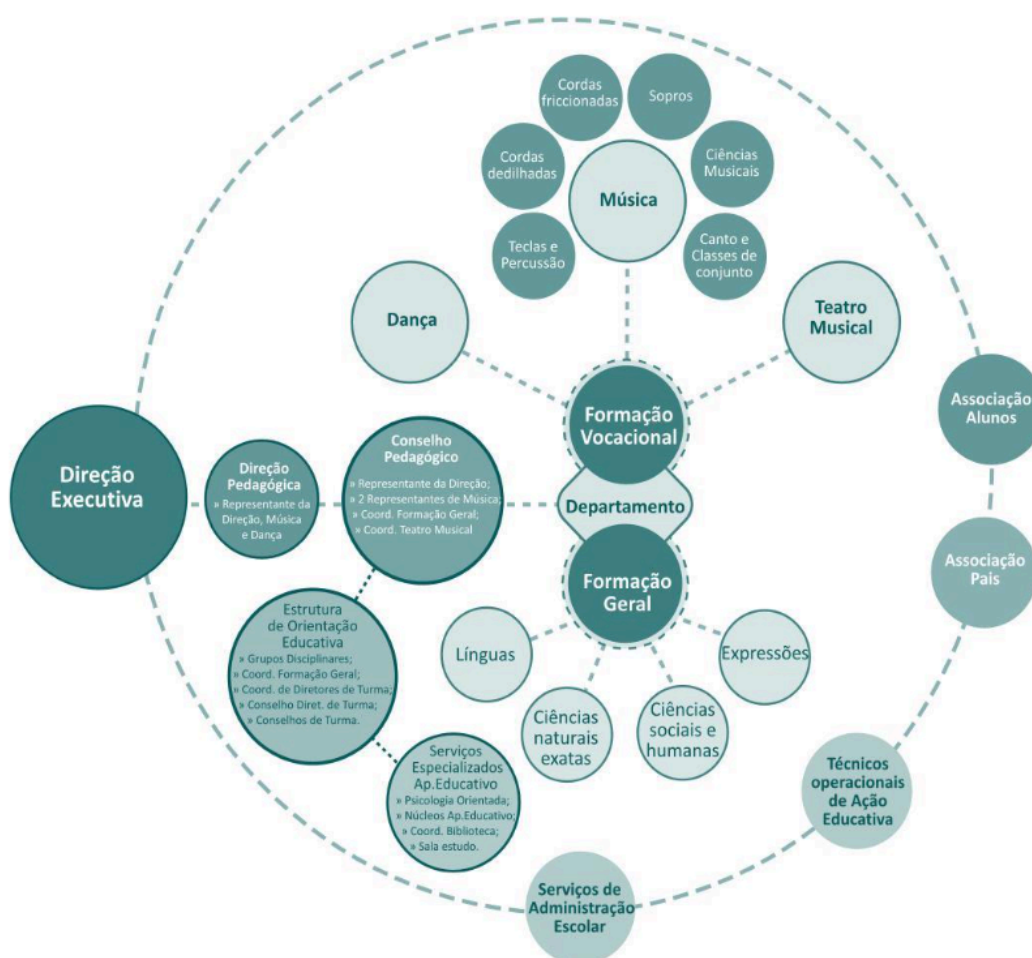 Cordas
friccionadas
Sopros
Cordas
dedilhadas
Música
Ciências
Musicais
Teclas e
Percussão
Canto e
Classes de
conjunto
Dança
Teatro
Musical
Formação
Vocacional
Associação
Alunos
Direção
Executiva
Direção
Pedagógica
» Representante da
Direção, Música
e Dança
Conselho
Pedagógico
» Representante da Direção;
» 2 Representantes de Música;
» Coord. Formação Geral;
» Coord. Teatro Musical
Departamento
Formação
Geral
Associação
Pais
Estrutura
de Orientação
Educativa
» Grupos Disciplinares;
» Coord. Formação Geral;
» Coord. de Diretores de Turma;
» Conselho Diret. de Turma;
» Conselhos de Turma.
Línguas
Expressões
Ciências
naturais
exatas
Ciências
sociais e
humanas
Serviços
Especializados
Ap.Educativo
» Psicologia Orientada;
» Núcleos Ap.Educativo;
» Coord. Biblioteca;
» Sala estudo.
Técnicos
operacionais
de Ação
Educativa
Serviços de
Administração
Escolar